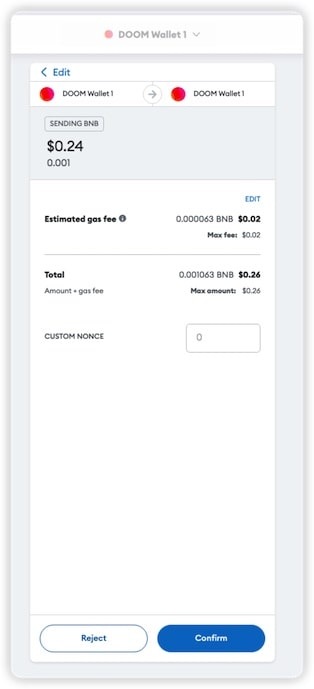 DOOM Wallet 1
Edit
DOOM Wallet 1 DOOM Wallet 1
SENDING BNB
$0.24
0.001
EDIT
Estimated gas fee 0.000063 BNB $0.02
Max fee: $0.02
Total 0.001063 BNB $0.26
Amount + gas fee Max amount: $0.26
CUSTOM NONCE 0
Reject Confirm